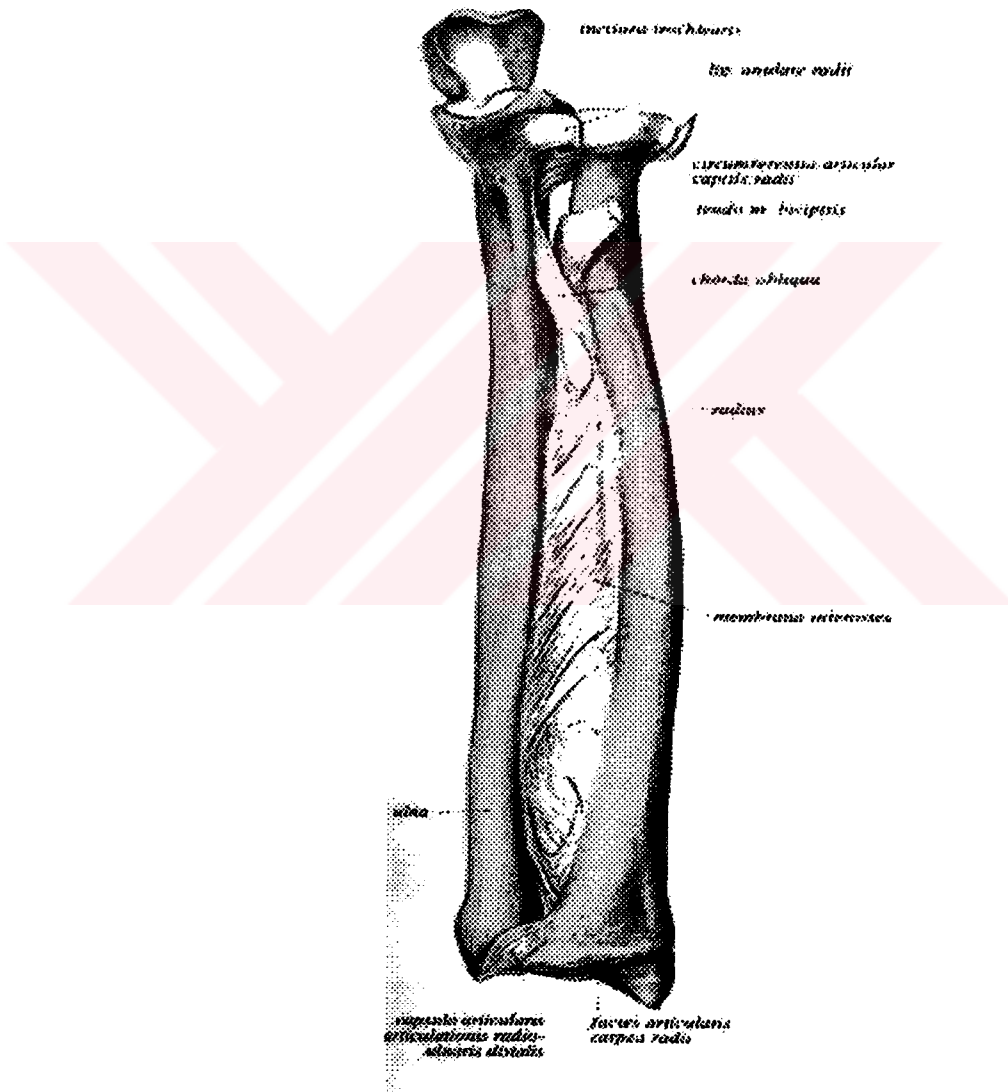 incisura trochlearis
lig. anulare radii
circumferentia articular
capitis radii
tendo m. bicipitis
chorda obliqua
radius
membrana interossea
ulna
capsula articularis
articulationis radio-
ulnaris distalis
facies articularis
carpea radii